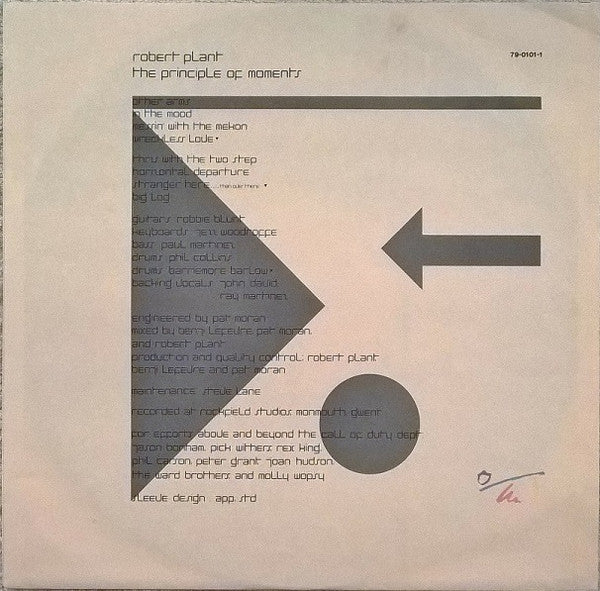 robert plant
79-0101-1
the principle of moments
other arms
in the mood
messin with the mekon
wreckless love •
thru with the two step
horizontal departure
stranger here .....than over there •
big log
guitars robbie blunt
keyboards jezz woodroffe
bass paul martinez
drums phil collins
drums barriemore barlow •
backing vocals john david
ray martinez
engineered by pat moran
mixed by benji lefevre pat moran
and robert plant
production and quality control: robert plant
benji lefevre and pat moran
maintenance steve lane
recorded at rockfield studios monmouth, gwent
for efforts above and beyond the call of duty dept
jason bonham, pick withers rex king,
phil carson, peter grant joan hudson,
the ward brothers and molly wopsy
sleeve design app. std